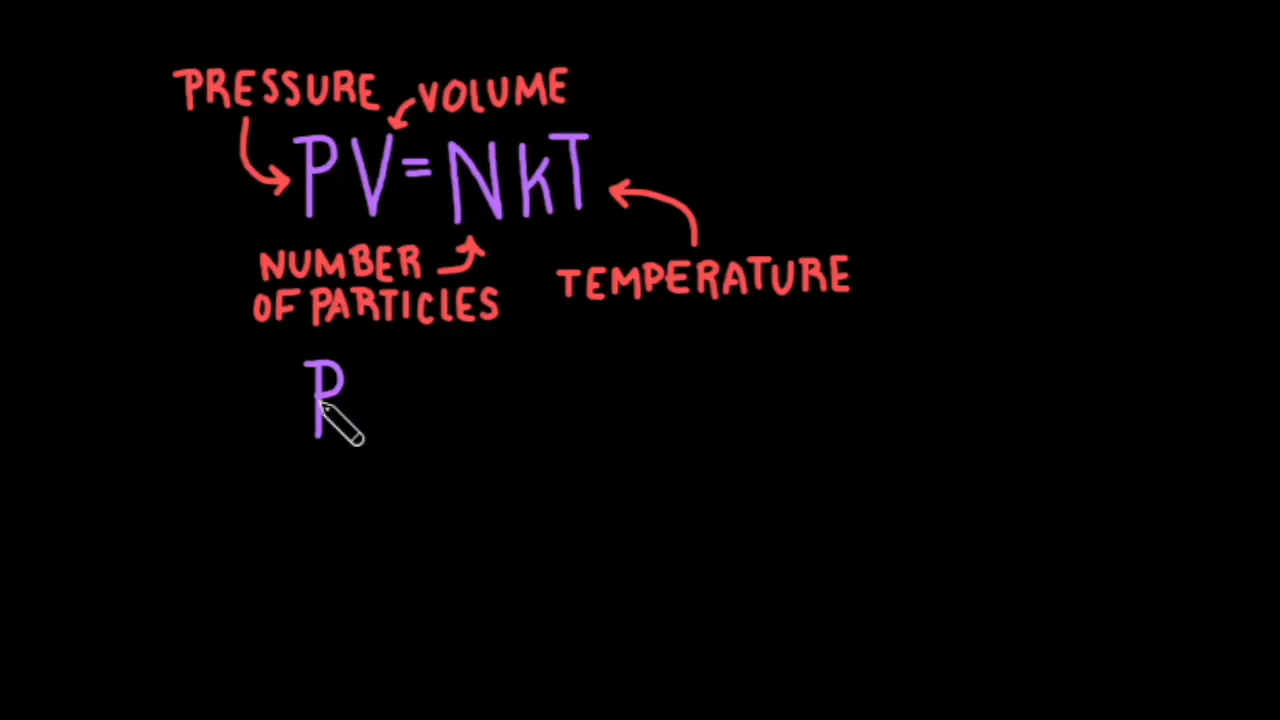 PRESSURE VOLUME
PV=NkT
NUMBER
OF PARTICLES
TEMPERATURE
P